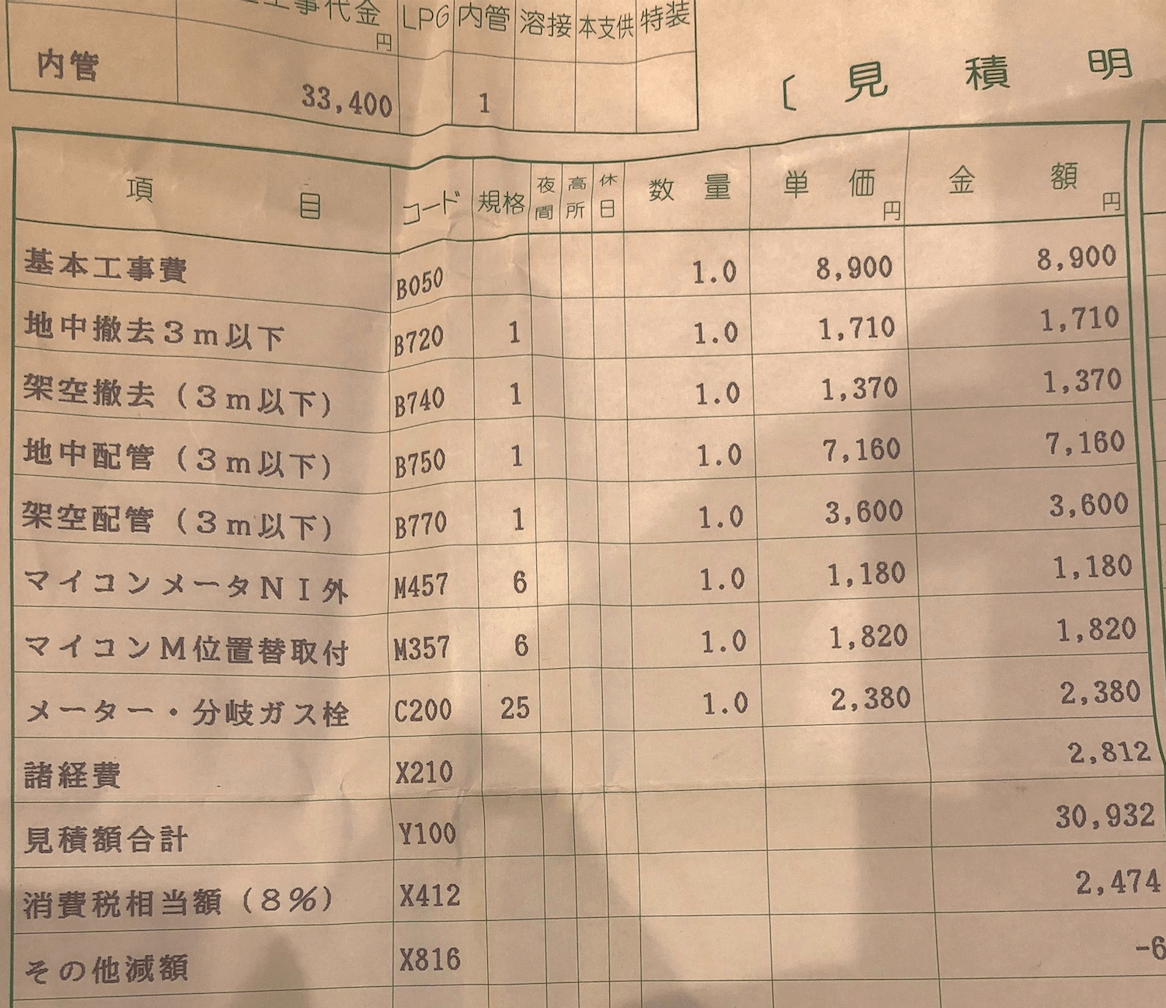 工事代金 LPG 内管 溶接 本支供 特装
円
内管 33,400 1
〔 見積明
項目 コード 規格 夜間 高所 休日 数量 単価 円 金額 円
基本工事費 B050 1.0 8,900 8,900
地中撤去3m以下 B720 1 1.0 1,710 1,710
架空撤去(3m以下) B740 1 1.0 1,370 1,370
地中配管(3m以下) B750 1 1.0 7,160 7,160
架空配管(3m以下) B770 1 1.0 3,600 3,600
マイコンメータNI外 M457 6 1.0 1,180 1,180
マイコンM位置替取付 M357 6 1.0 1,820 1,820
メーター・分岐ガス栓 C200 25 1.0 2,380 2,380
諸経費 X210 2,812
見積額合計 Y100 30,932
消費税相当額(8%) X412 2,474
その他減額 X816 -6